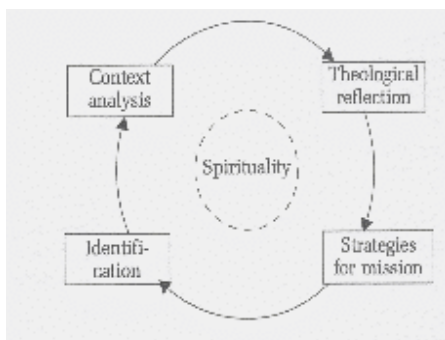 Context
analysis
Theological
reflection
Spirituality
Identifi-
cation
Strategies
for mission